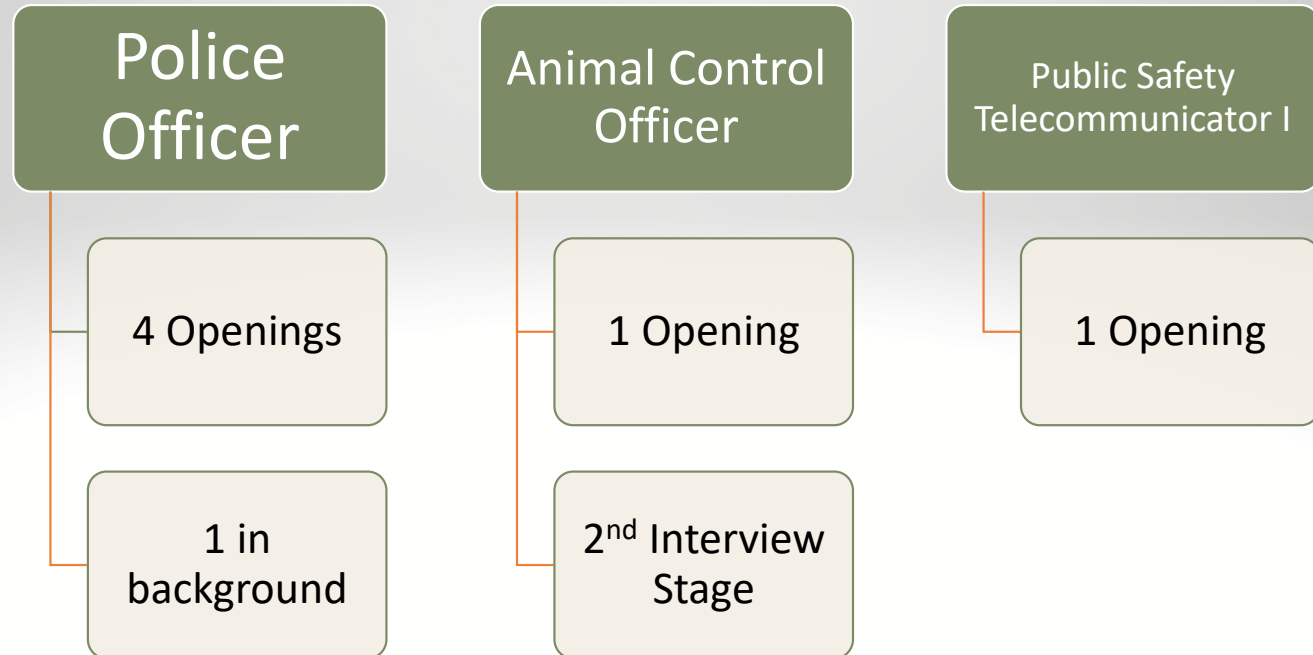 Police
Officer
4 Openings
1 in
background
Animal Control
Officer
1 Opening
2nd Interview
Stage
Public Safety
Telecommunicator I
1 Opening